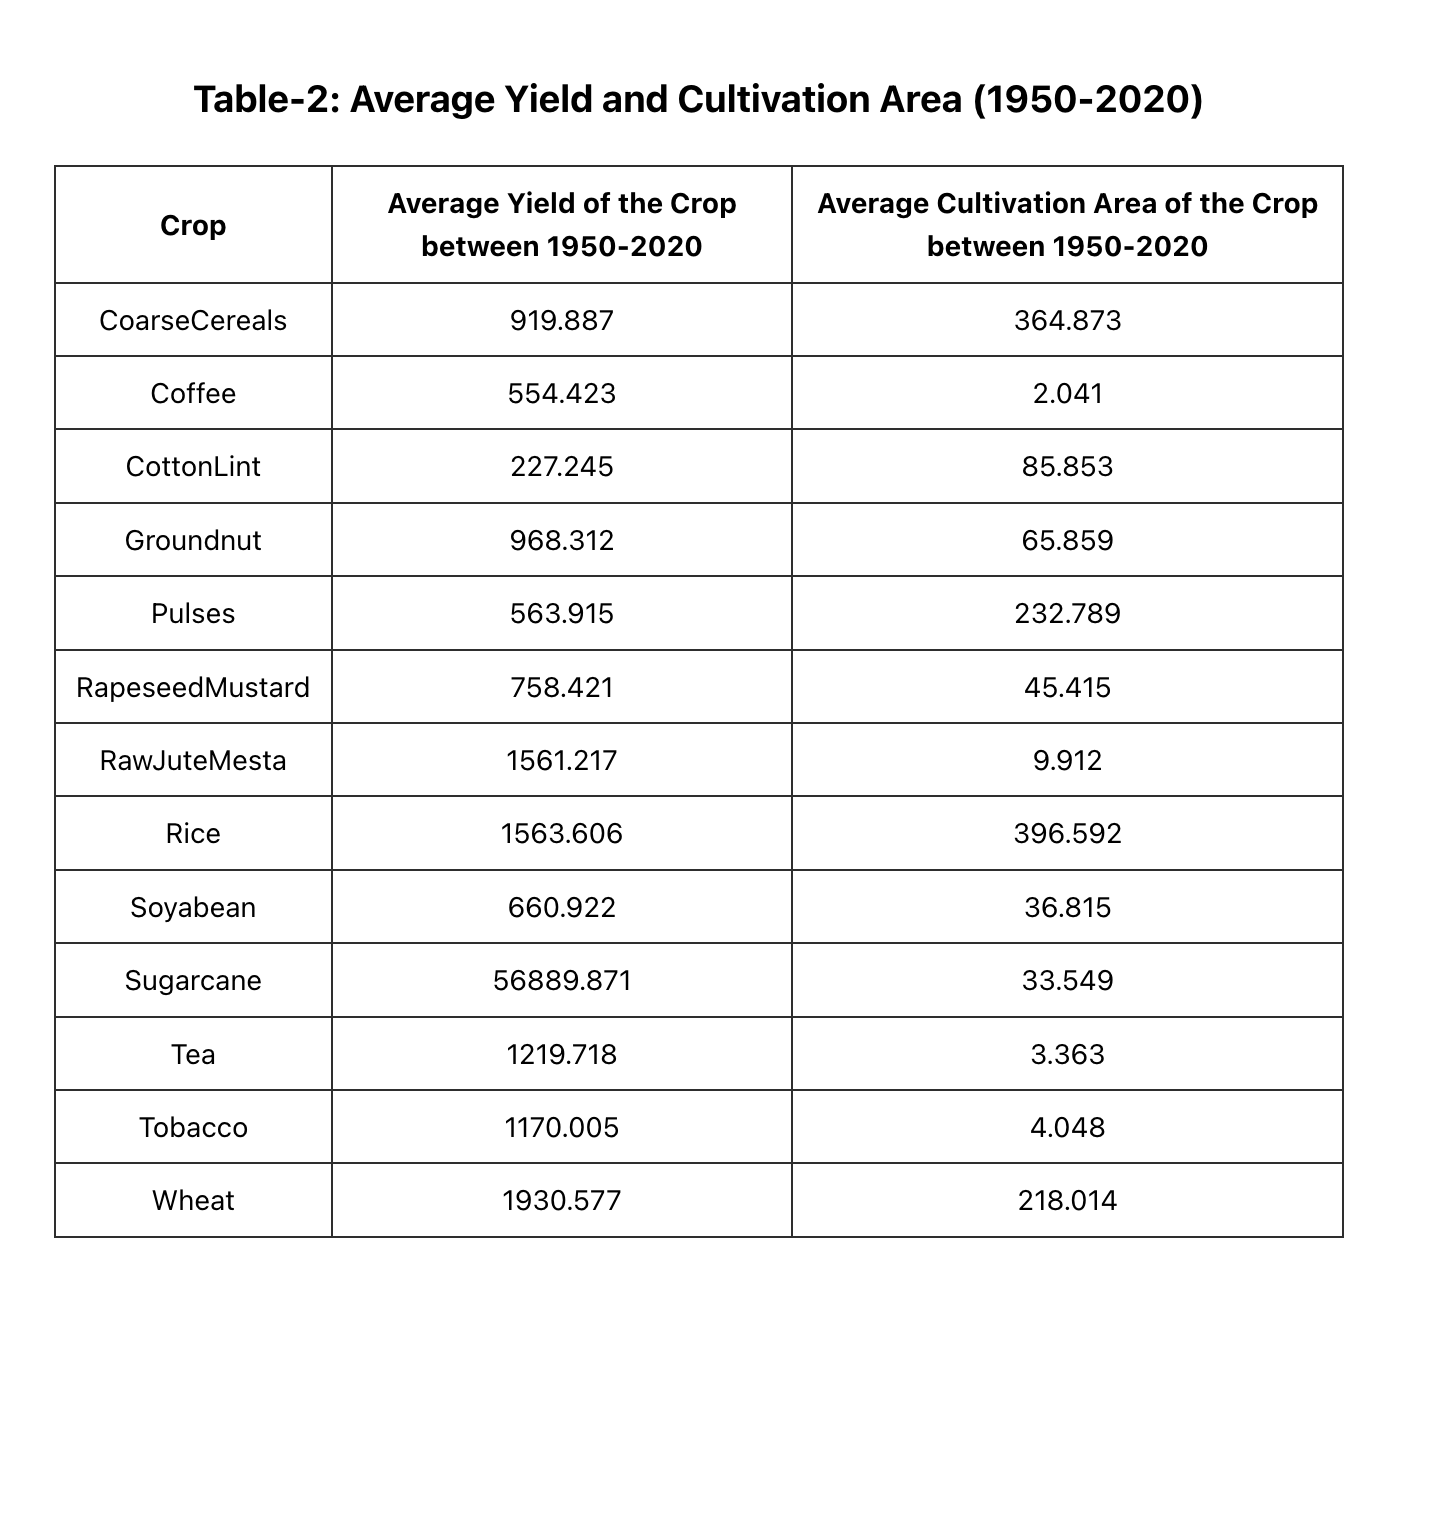 Table-2: Average Yield and Cultivation Area (1950-2020)
Crop
Average Yield of the Crop
between 1950-2020
Average Cultivation Area of the Crop
between 1950-2020
CoarseCereals 919.887 364.873
Coffee 554.423 2.041
CottonLint 227.245 85.853
Groundnut 968.312 65.859
Pulses 563.915 232.789
RapeseedMustard 758.421 45.415
RawJuteMesta 1561.217 9.912
Rice 1563.606 396.592
Soyabean 660.922 36.815
Sugarcane 56889.871 33.549
Tea 1219.718 3.363
Tobacco 1170.005 4.048
Wheat 1930.577 218.014